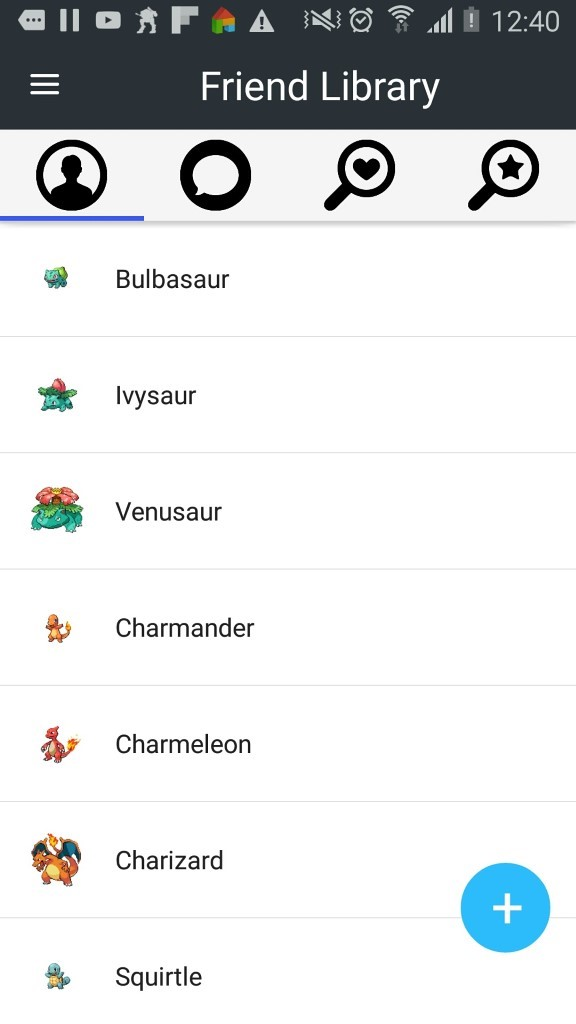 12:40
Friend Library
Bulbasaur
Ivysaur
Venusaur
Charmander
Charmeleon
Charizard
+
Squirtle